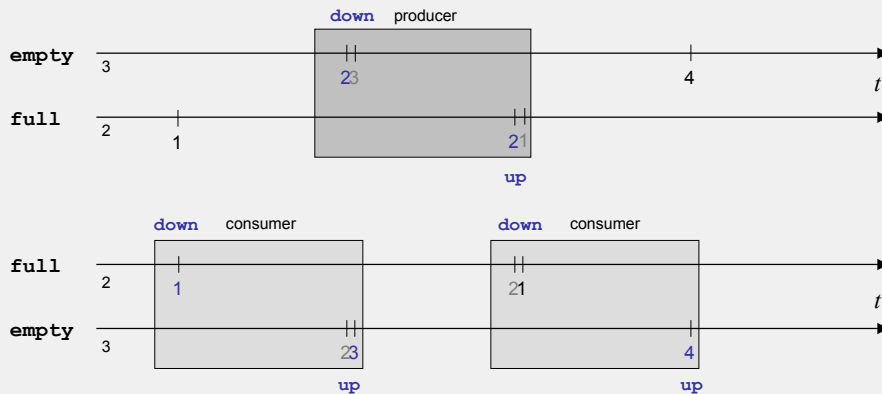 down producer
empty 3 23 4 t
full 2 1 21
up
down consumer down consumer
full 2 1 21 t
empty 3 23 4
up up